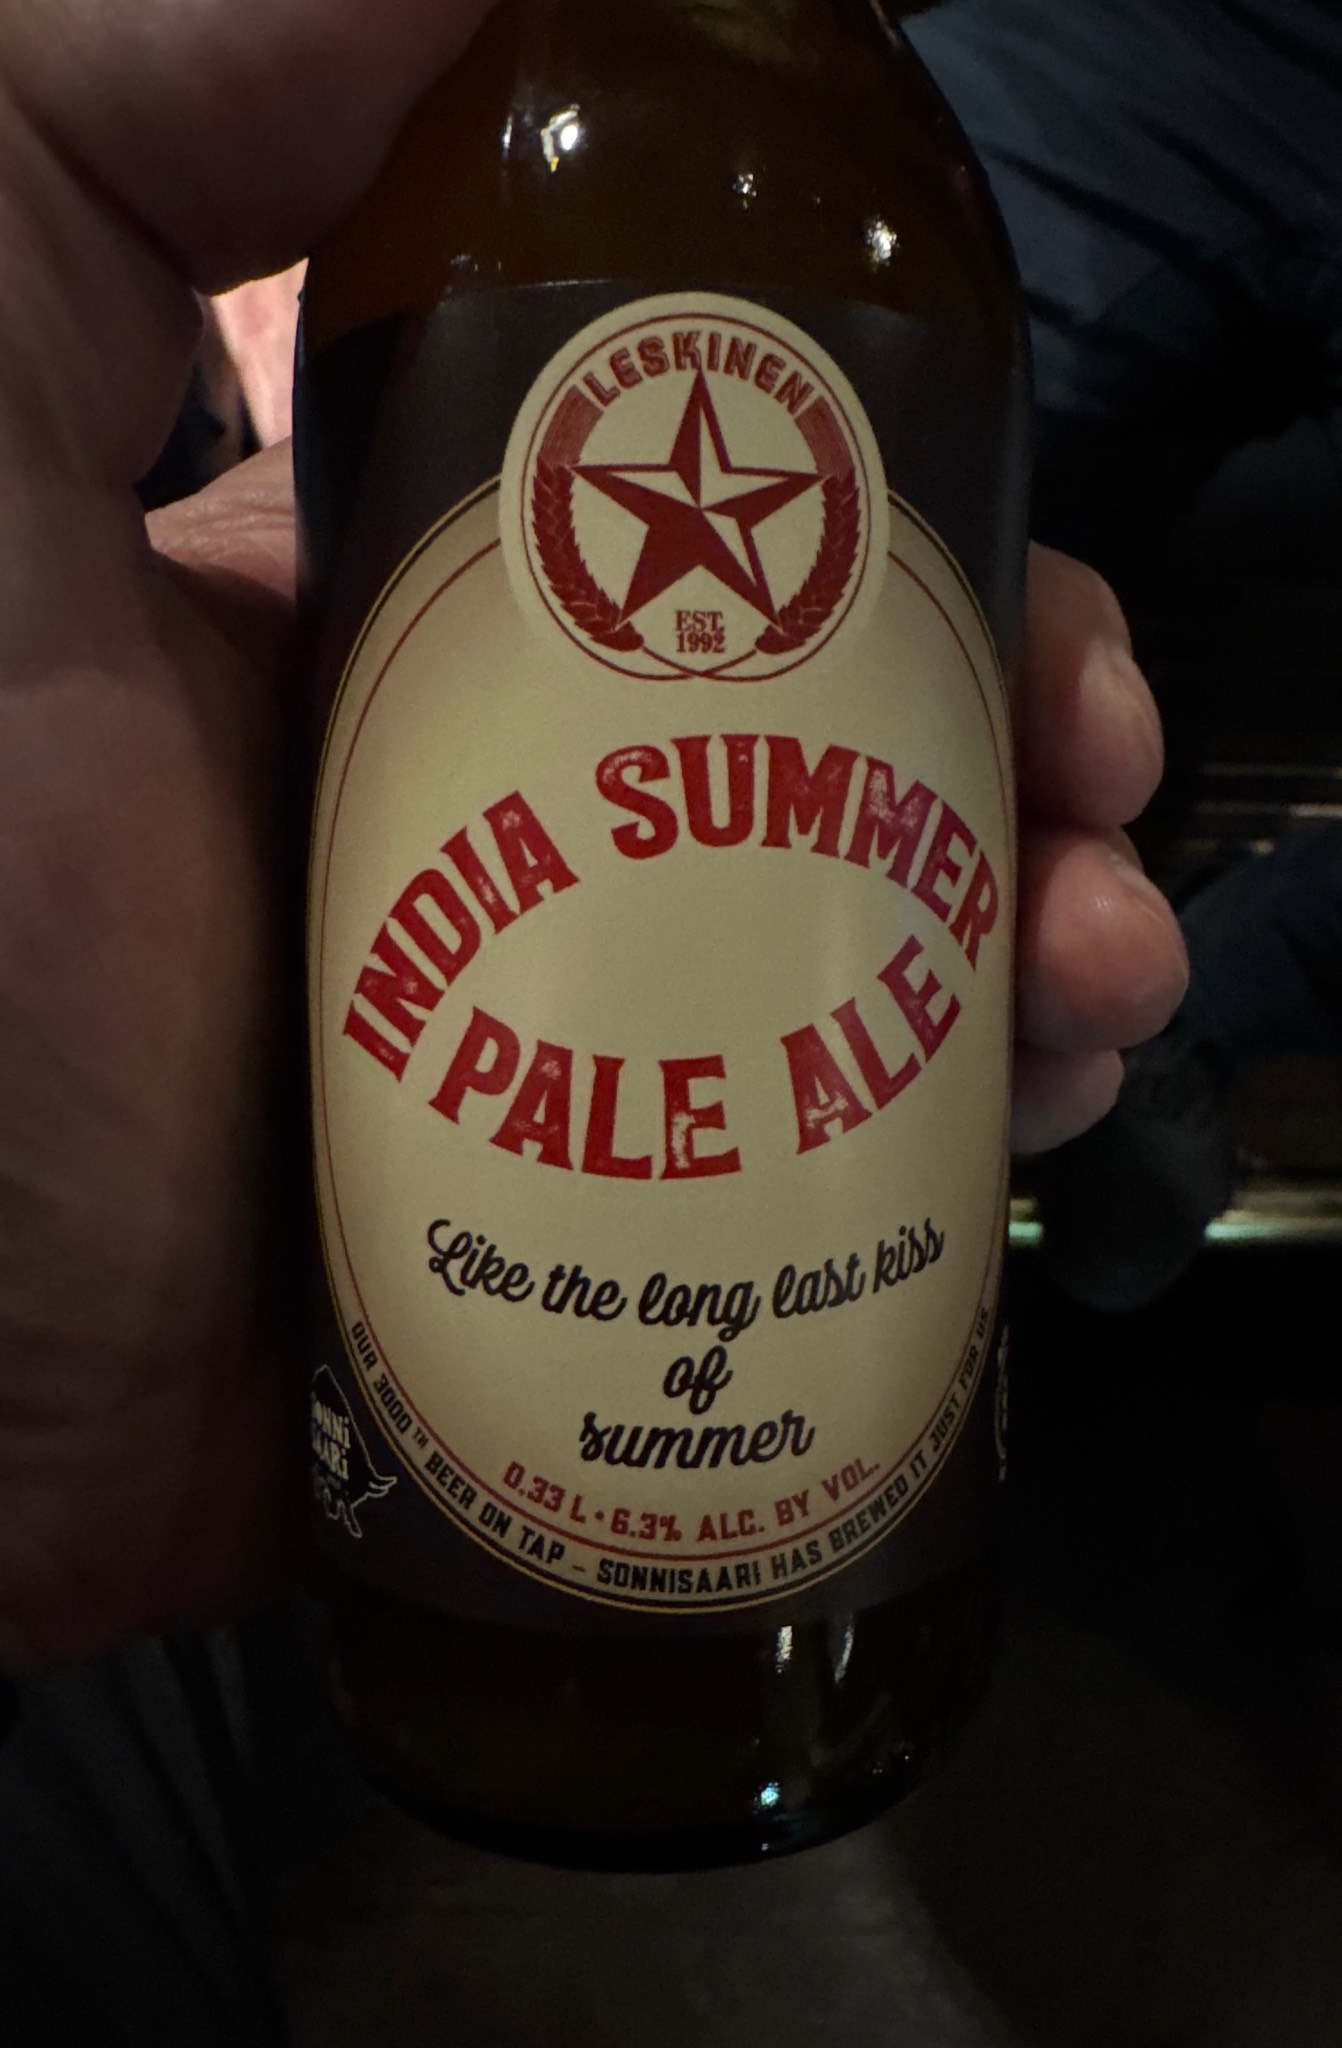 LESKINEN
EST.
1992
INDIA SUMMER
PALE ALE
Like the long last kiss
of
summer
0,33 L • 6.3% ALC. BY VOL.
OUR 3000TH BEER ON TAP – SONNISAARI HAS BREWED IT JUST FOR US